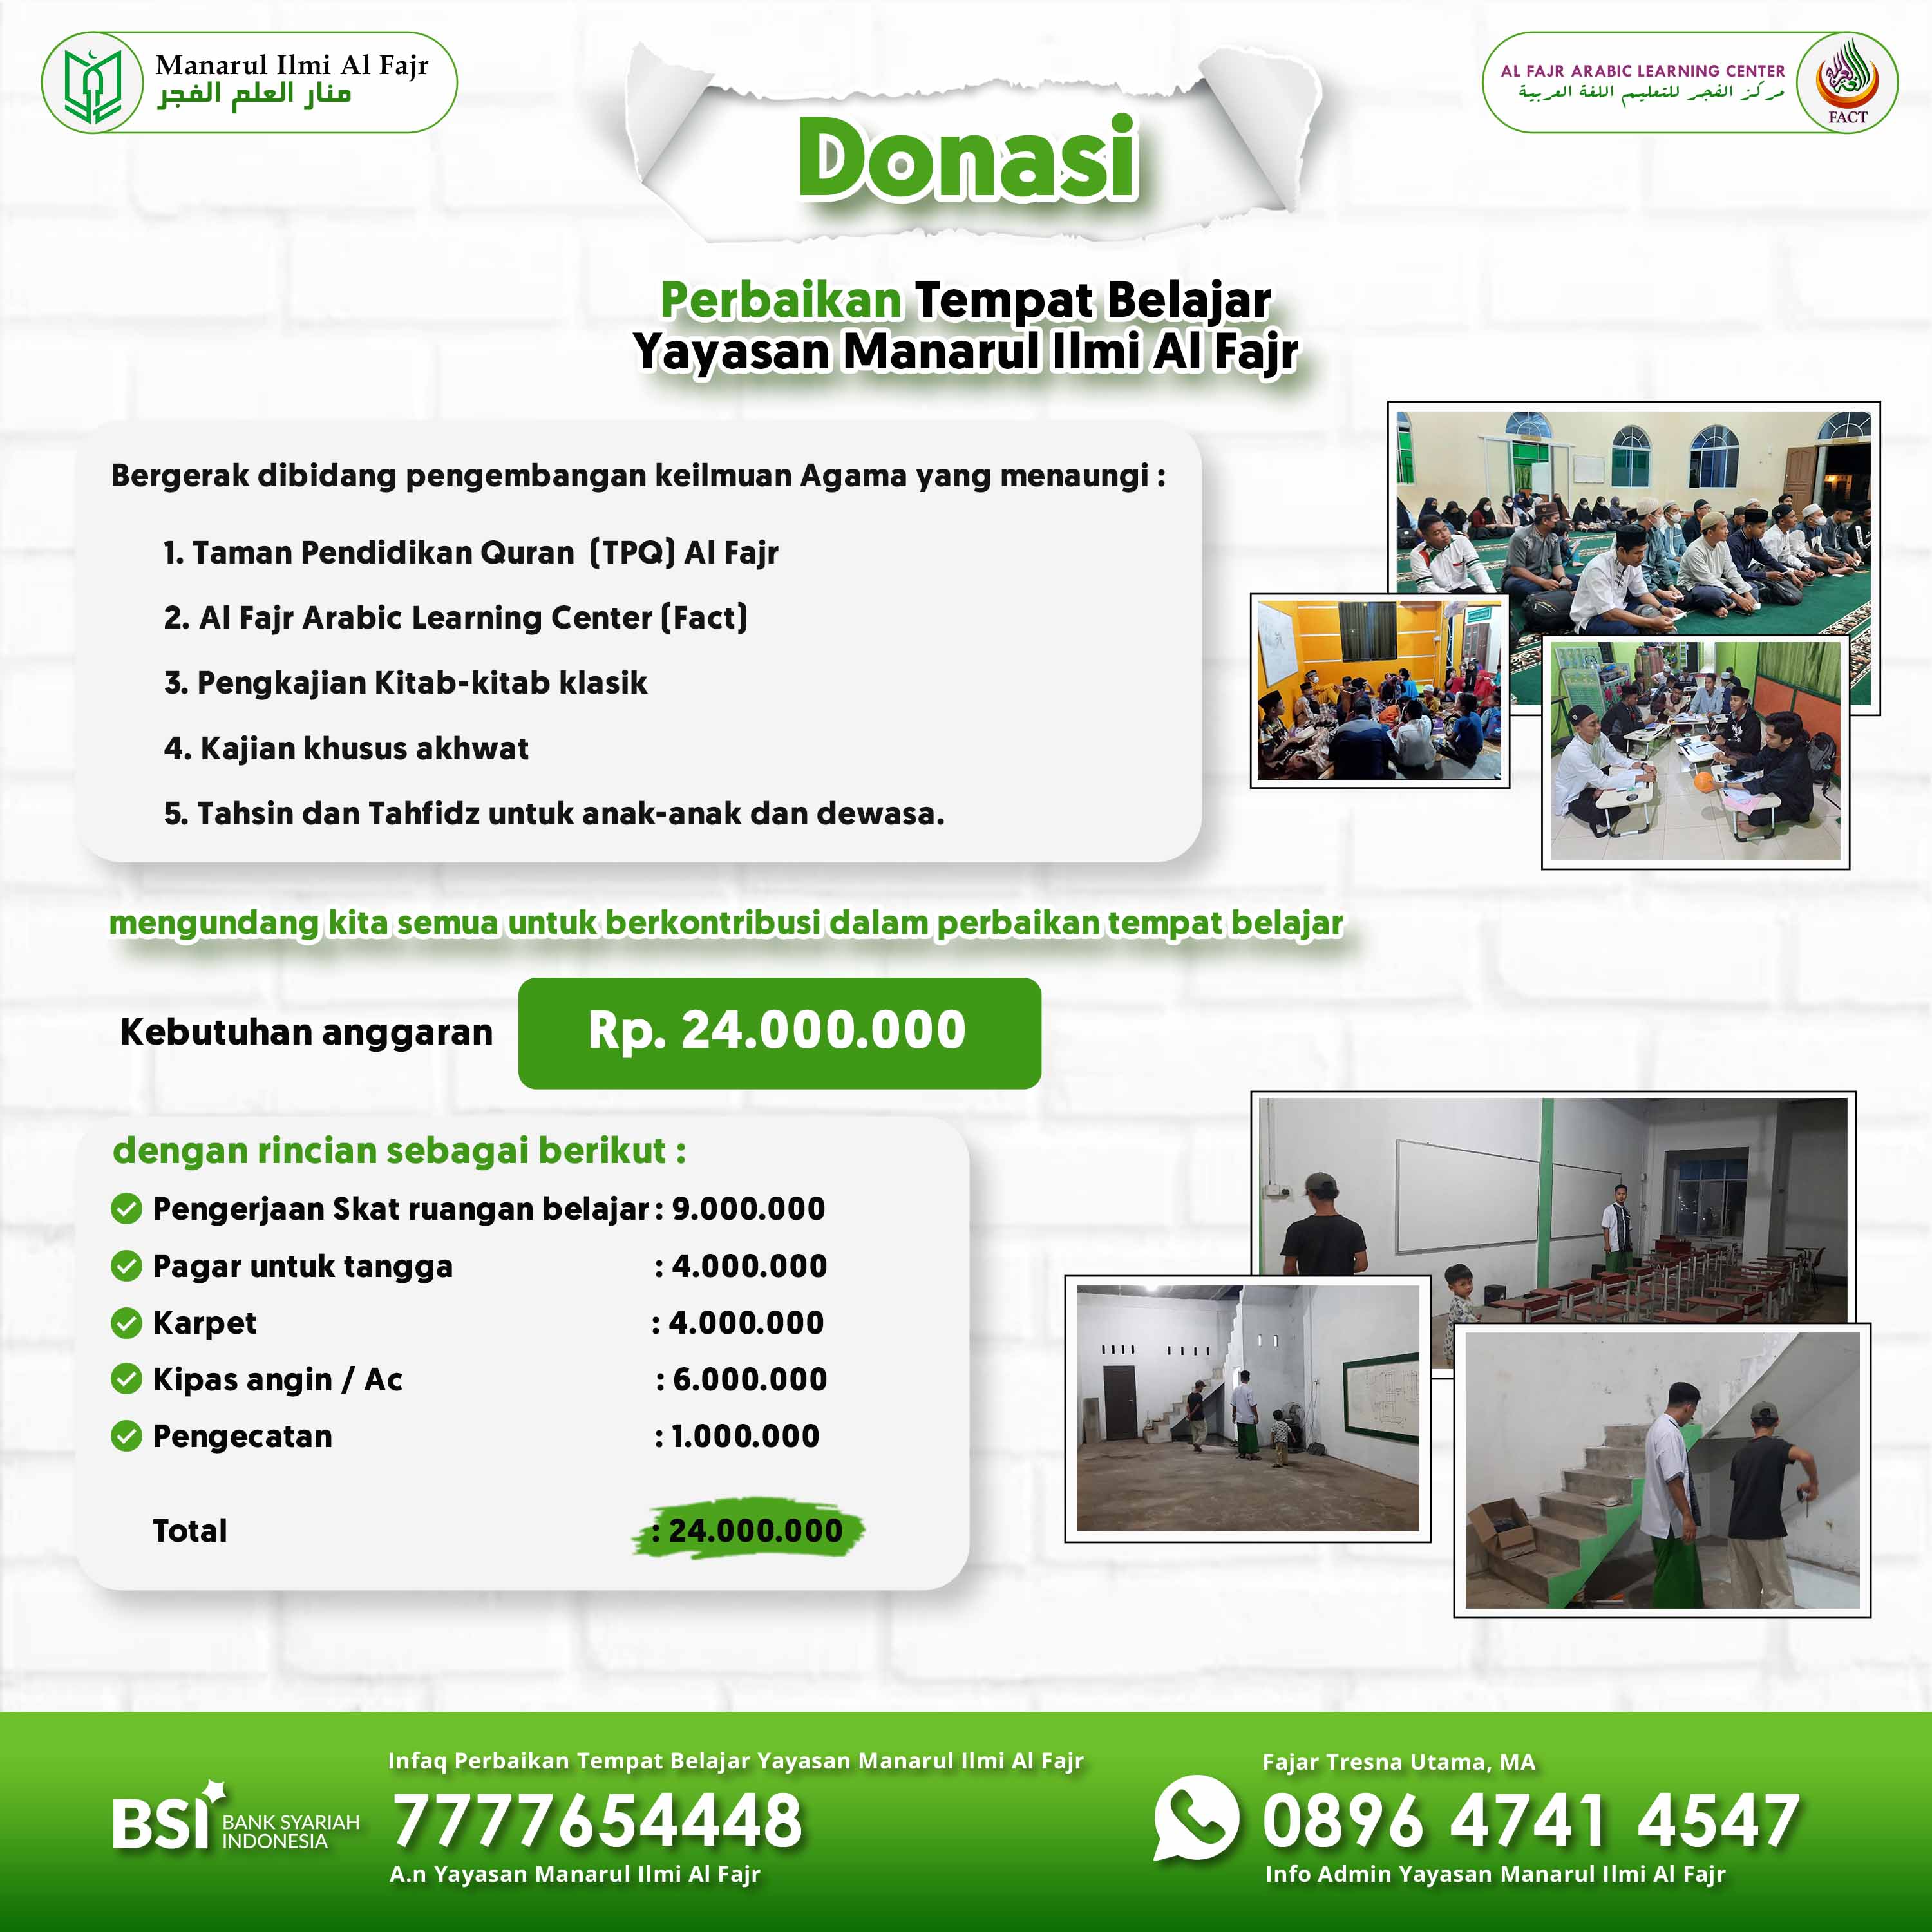 Manarul Ilmi Al Fajr
منار العلم الفجر
AL FAJR ARABIC LEARNING CENTER
مركز الفجر للتعليم اللغة العربية
FACT
Donasi
Perbaikan Tempat Belajar
Yayasan Manarul Ilmi Al Fajr
Bergerak dibidang pengembangan keilmuan Agama yang menaungi :
1. Taman Pendidikan Quran (TPQ) Al Fajr
2. Al Fajr Arabic Learning Center (Fact)
3. Pengkajian Kitab-kitab klasik
4. Kajian khusus akhwat
5. Tahsin dan Tahfidz untuk anak-anak dan dewasa.
mengundang kita semua untuk berkontribusi dalam perbaikan tempat belajar
Kebutuhan anggaran Rp. 24.000.000
dengan rincian sebagai berikut :
Pengerjaan Skat ruangan belajar : 9.000.000
Pagar untuk tangga : 4.000.000
Karpet : 4.000.000
Kipas angin / Ac : 6.000.000
Pengecatan : 1.000.000
Total : 24.000.000
BSI BANK SYARIAH
INDONESIA
Infaq Perbaikan Tempat Belajar Yayasan Manarul Ilmi Al Fajr
7777654448
A.n Yayasan Manarul Ilmi Al Fajr
Fajar Tresna Utama, MA
0896 4741 4547
Info Admin Yayasan Manarul Ilmi Al Fajr